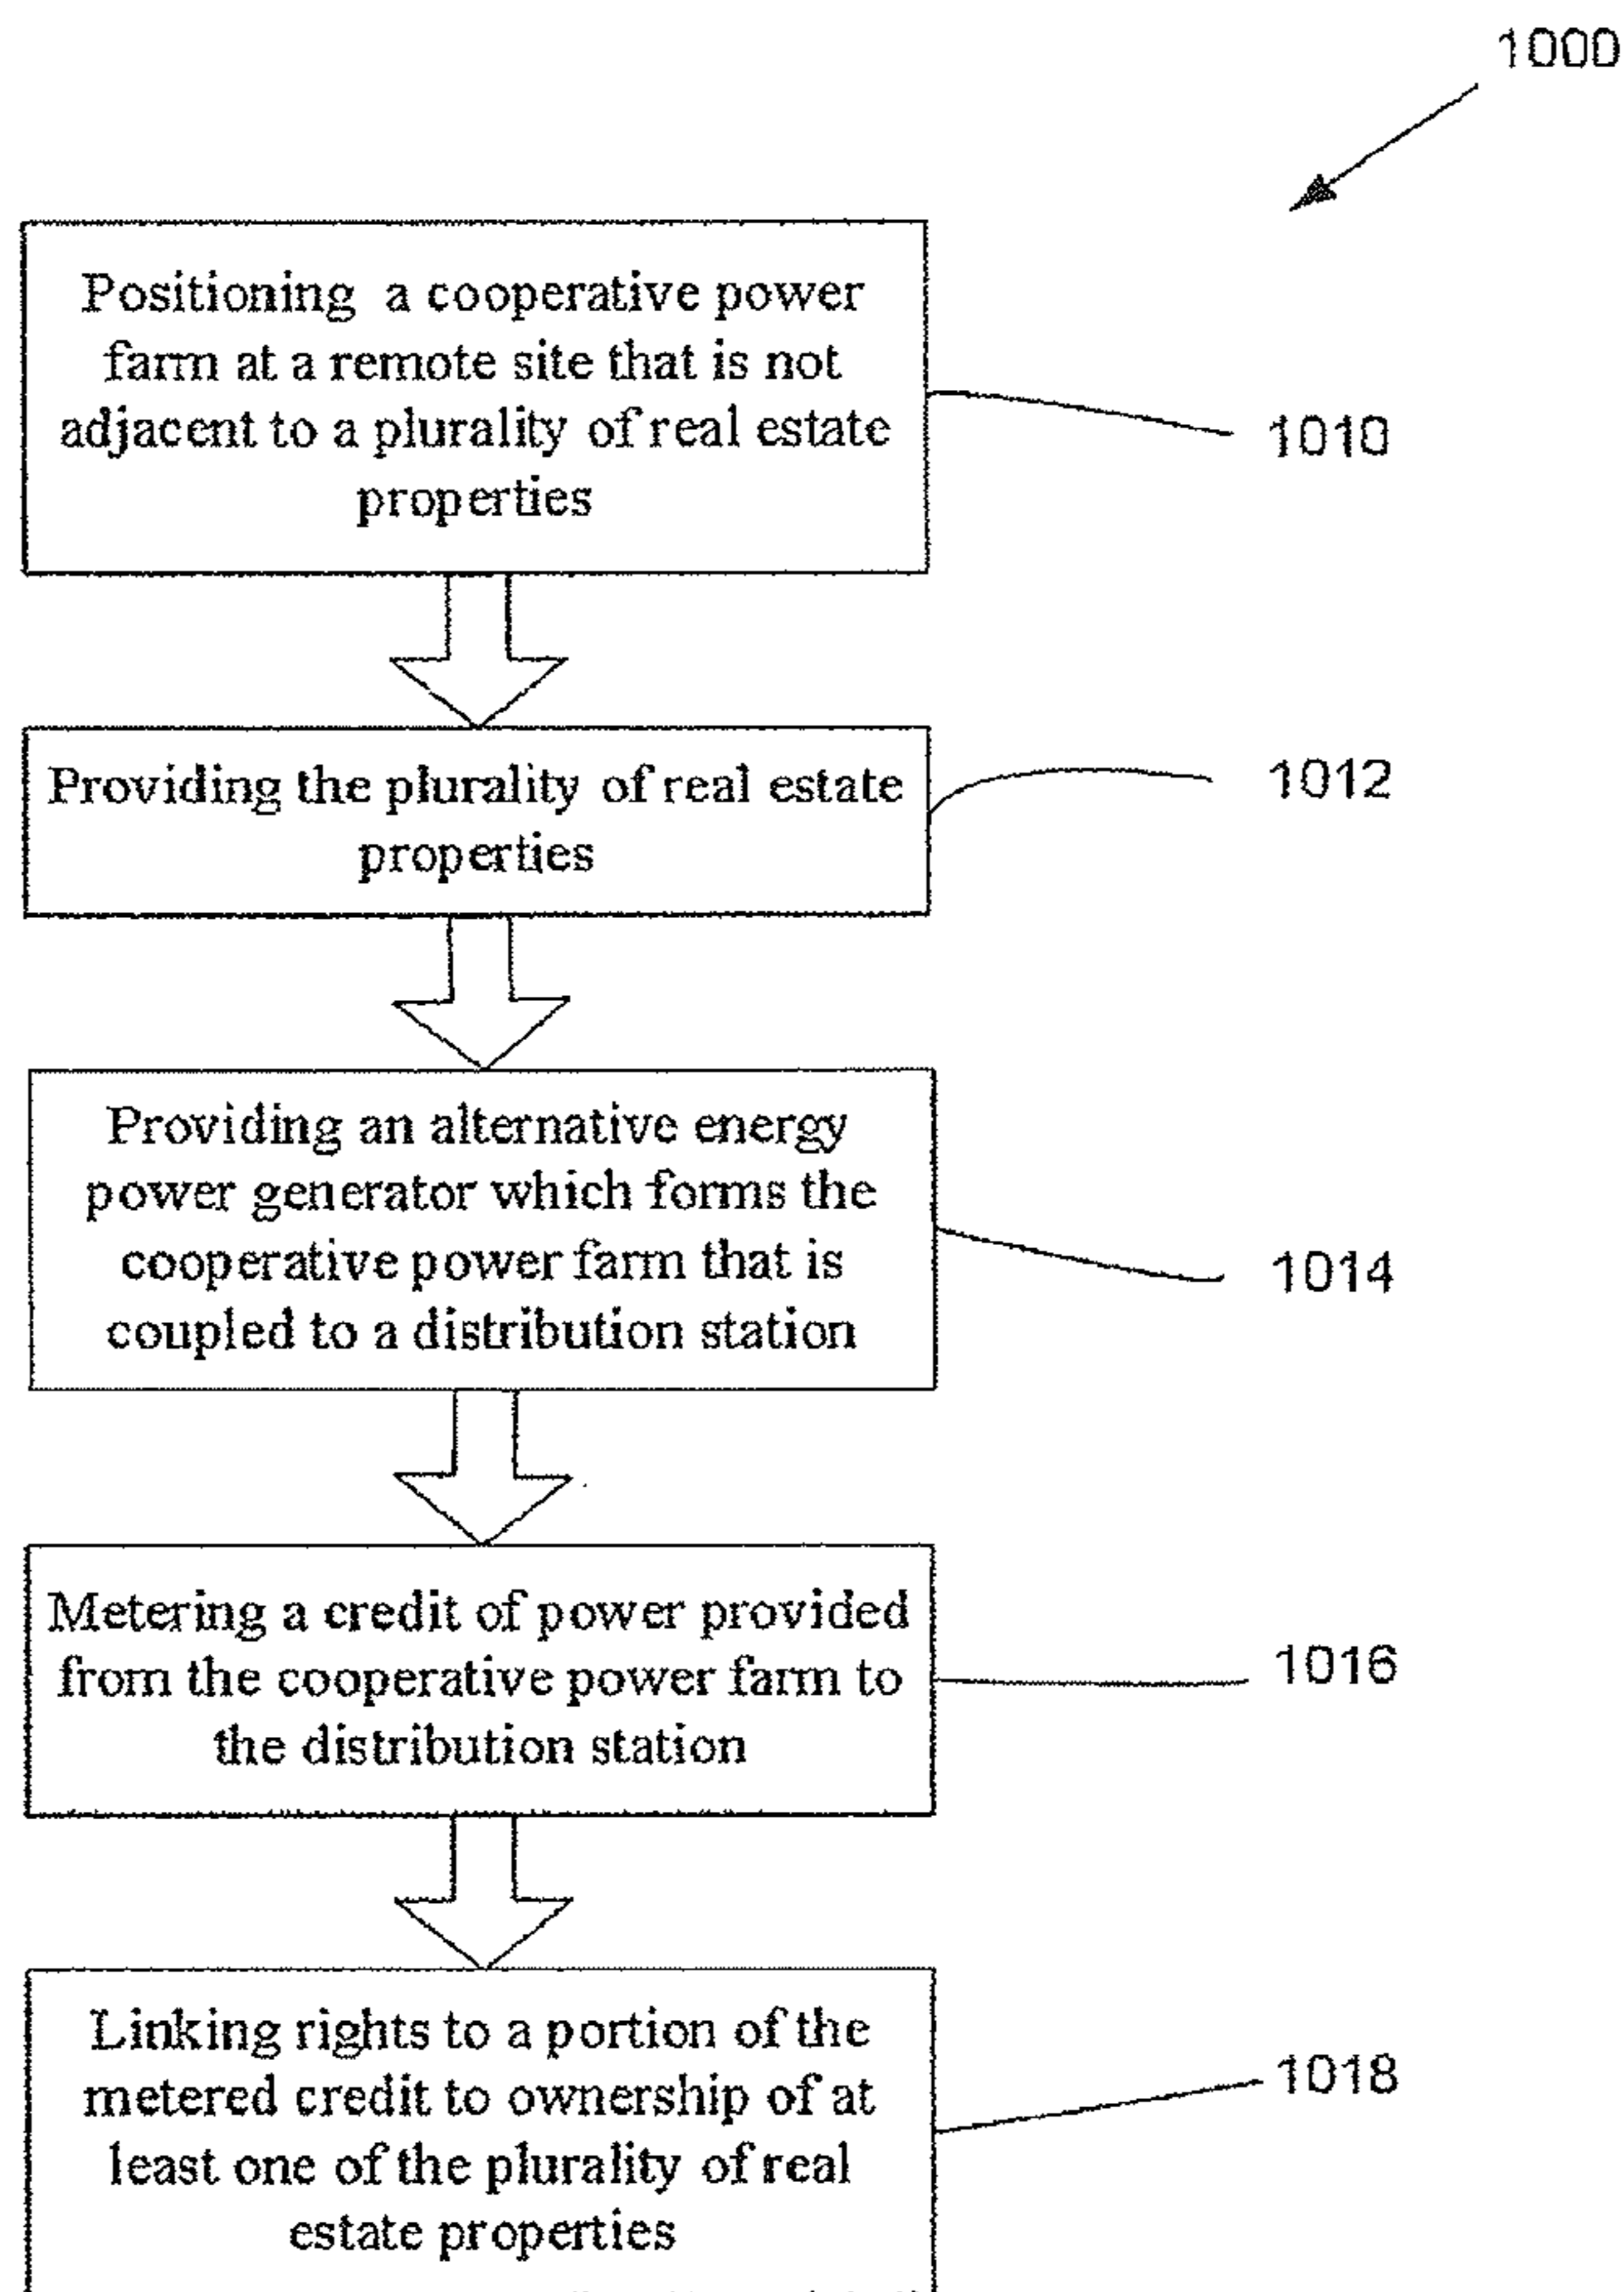 1000
Positioning a cooperative power
farm at a remote site that is not
adjacent to a plurality of real estate
properties
1010
Providing the plurality of real estate
properties
1012
Providing an alternative energy
power generator which forms the
cooperative power farm that is
coupled to a distribution station
1014
Metering a credit of power provided
from the cooperative power farm to
the distribution station
1016
Linking rights to a portion of the
metered credit to ownership of at
least one of the plurality of real
estate properties
1018